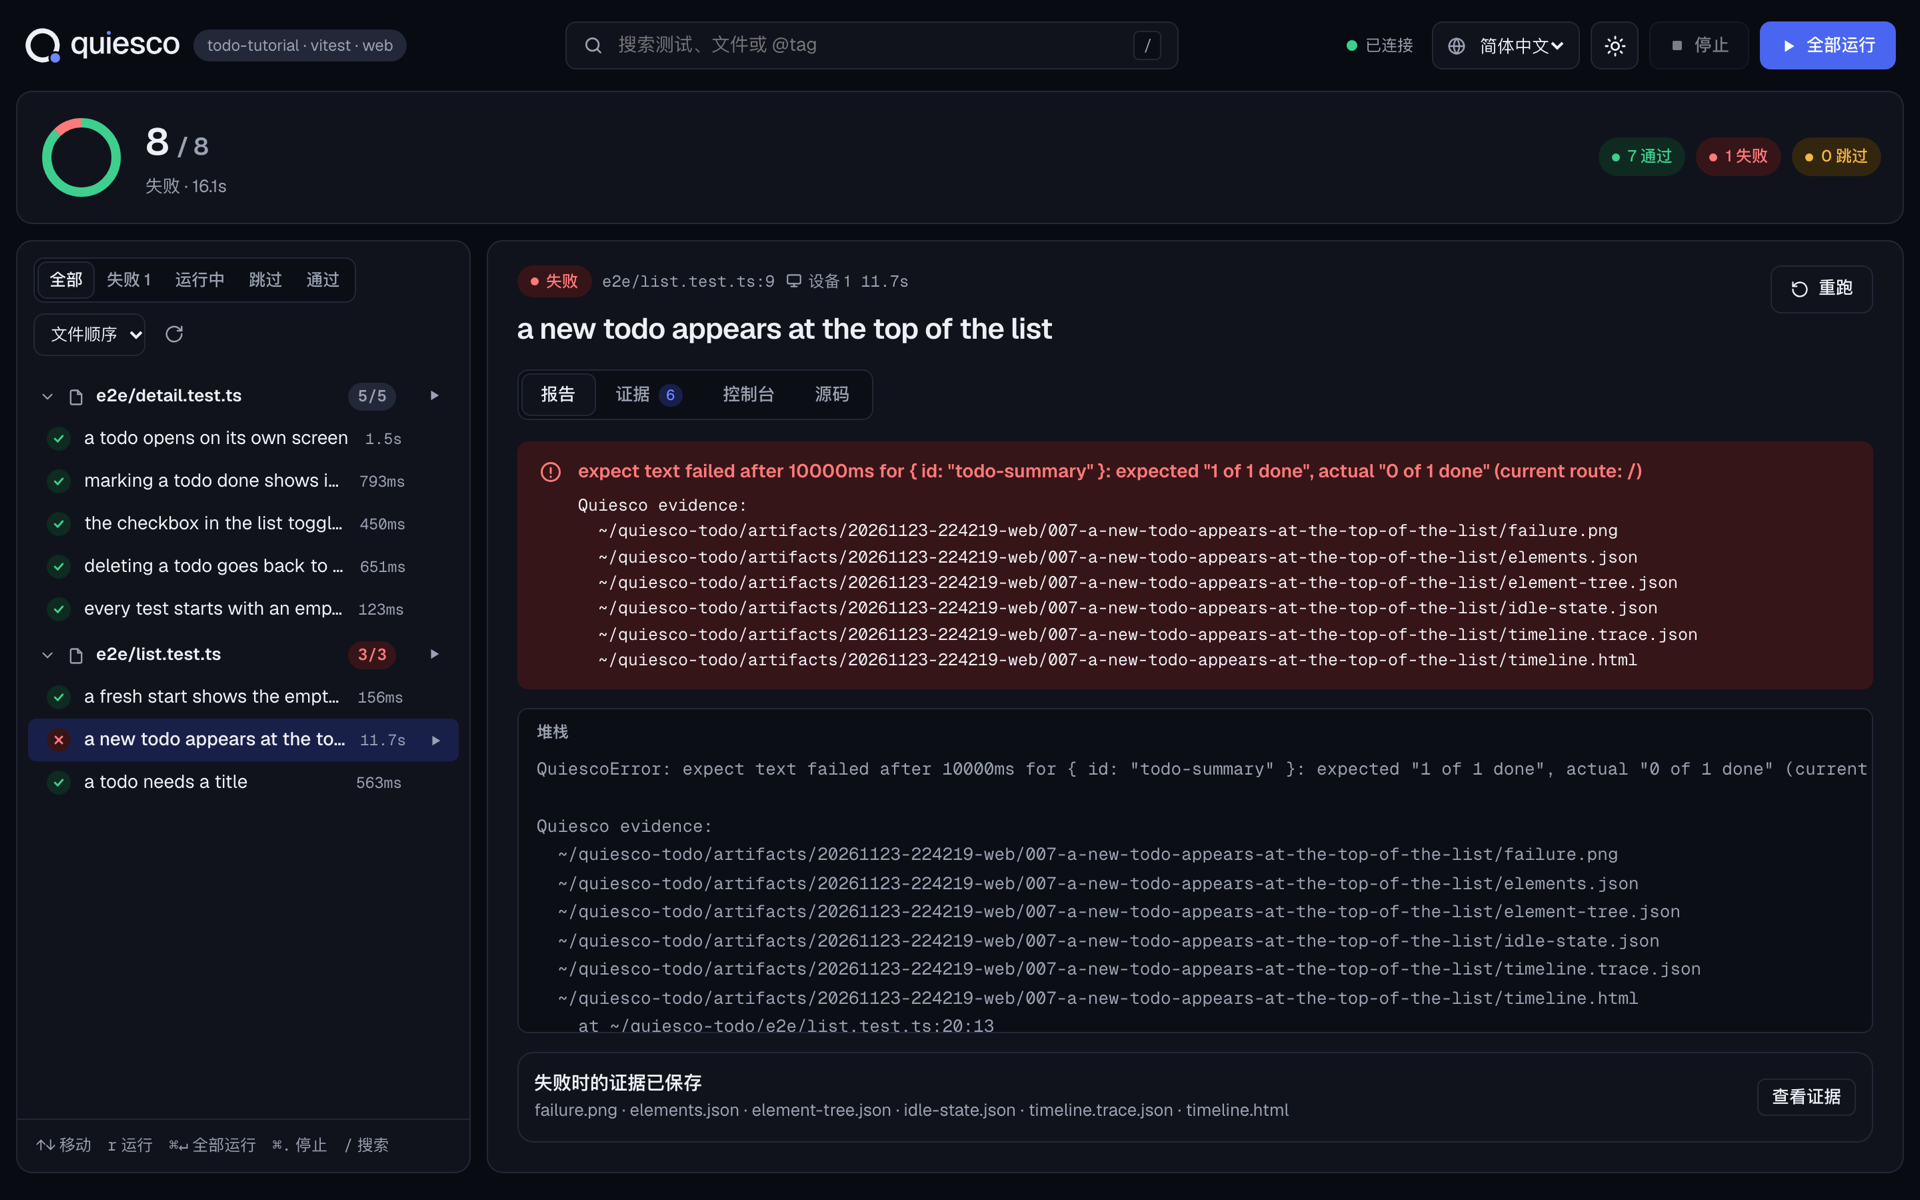 quiesco
todo-tutorial · vitest · web
搜索测试、文件或 @tag
/
已连接
简体中文
停止
全部运行
8 / 8
失败 · 16.1s
7 通过
1 失败
0 跳过
全部
失败 1
运行中
跳过
通过
文件顺序
e2e/detail.test.ts
5/5
a todo opens on its own screen 1.5s
marking a todo done shows i... 793ms
the checkbox in the list toggl... 450ms
deleting a todo goes back to ... 651ms
every test starts with an emp... 123ms
e2e/list.test.ts
3/3
a fresh start shows the empt... 156ms
a new todo appears at the to... 11.7s
a todo needs a title 563ms
↑↓ 移动 r 运行 ⌘↵ 全部运行 ⌘. 停止 / 搜索
失败 e2e/list.test.ts:9 设备 1 11.7s
重跑
a new todo appears at the top of the list
报告
证据 6
控制台
源码
expect text failed after 10000ms for { id: "todo-summary" }: expected "1 of 1 done", actual "0 of 1 done" (current route: /)
Quiesco evidence:
~/quiesco-todo/artifacts/20261123-224219-web/007-a-new-todo-appears-at-the-top-of-the-list/failure.png
~/quiesco-todo/artifacts/20261123-224219-web/007-a-new-todo-appears-at-the-top-of-the-list/elements.json
~/quiesco-todo/artifacts/20261123-224219-web/007-a-new-todo-appears-at-the-top-of-the-list/element-tree.json
~/quiesco-todo/artifacts/20261123-224219-web/007-a-new-todo-appears-at-the-top-of-the-list/idle-state.json
~/quiesco-todo/artifacts/20261123-224219-web/007-a-new-todo-appears-at-the-top-of-the-list/timeline.trace.json
~/quiesco-todo/artifacts/20261123-224219-web/007-a-new-todo-appears-at-the-top-of-the-list/timeline.html
堆栈
QuiescoError: expect text failed after 10000ms for { id: "todo-summary" }: expected "1 of 1 done", actual "0 of 1 done" (current
Quiesco evidence:
~/quiesco-todo/artifacts/20261123-224219-web/007-a-new-todo-appears-at-the-top-of-the-list/failure.png
~/quiesco-todo/artifacts/20261123-224219-web/007-a-new-todo-appears-at-the-top-of-the-list/elements.json
~/quiesco-todo/artifacts/20261123-224219-web/007-a-new-todo-appears-at-the-top-of-the-list/element-tree.json
~/quiesco-todo/artifacts/20261123-224219-web/007-a-new-todo-appears-at-the-top-of-the-list/idle-state.json
~/quiesco-todo/artifacts/20261123-224219-web/007-a-new-todo-appears-at-the-top-of-the-list/timeline.trace.json
~/quiesco-todo/artifacts/20261123-224219-web/007-a-new-todo-appears-at-the-top-of-the-list/timeline.html
at ~/quiesco-todo/e2e/list.test.ts:20:13
失败时的证据已保存
failure.png · elements.json · element-tree.json · idle-state.json · timeline.trace.json · timeline.html
查看证据